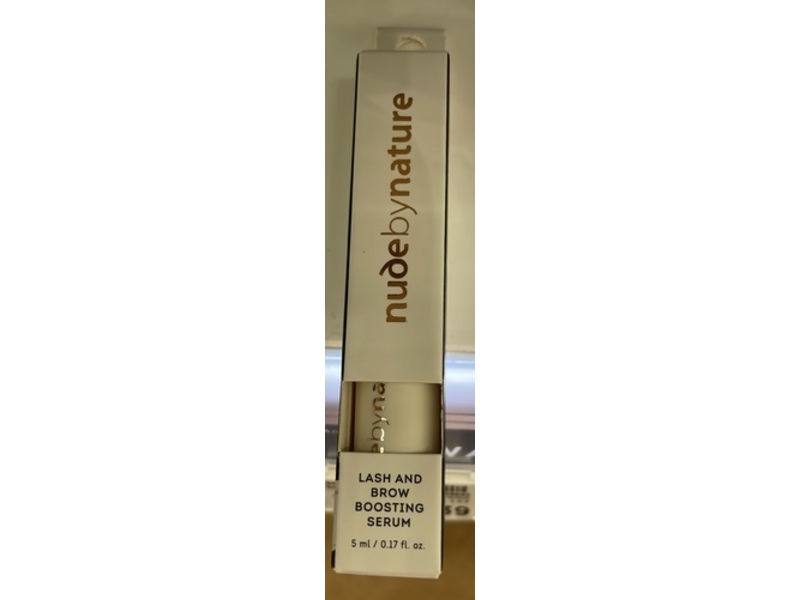 nudebynature
ebyna
LASH AND
BROW
BOOSTING
SERUM
5 ml / 0.17 fl. oz.